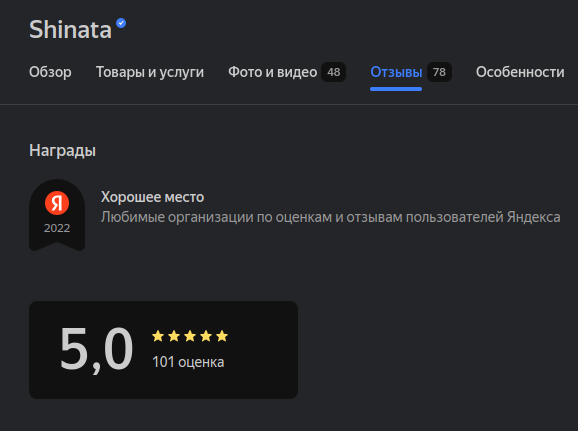 Shinata
Обзор Товары и услуги Фото и видео 48 Отзывы 78 Особенности
Награды
Я
2022
Хорошее место
Любимые организации по оценкам и отзывам пользователей Яндекса
5,0
101 оценка